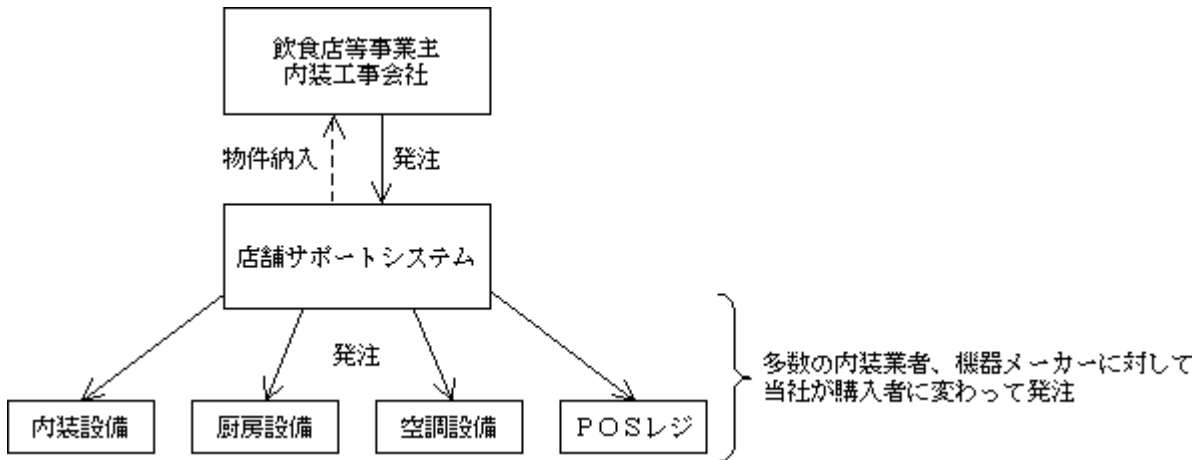 飲食店等事業主
内装工事会社
物件納入
発注
店舗サポートシステム
発注
内装設備
厨房設備
空調設備
ＰＯＳレジ
多数の内装業者、機器メーカーに対して
当社が購入者に変わって発注